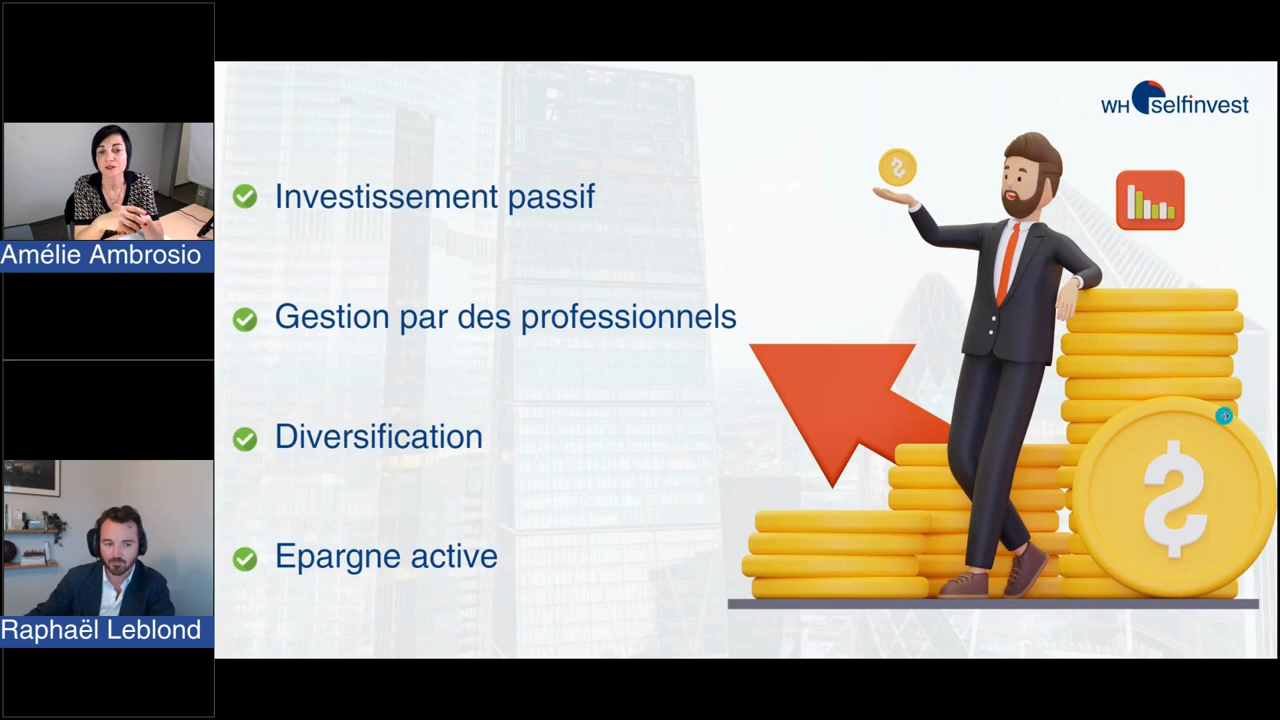 Amélie Ambrosio
Raphaël Leblond
WH selfinvest
Investissement passif
Gestion par des professionnels
Diversification
Epargne active